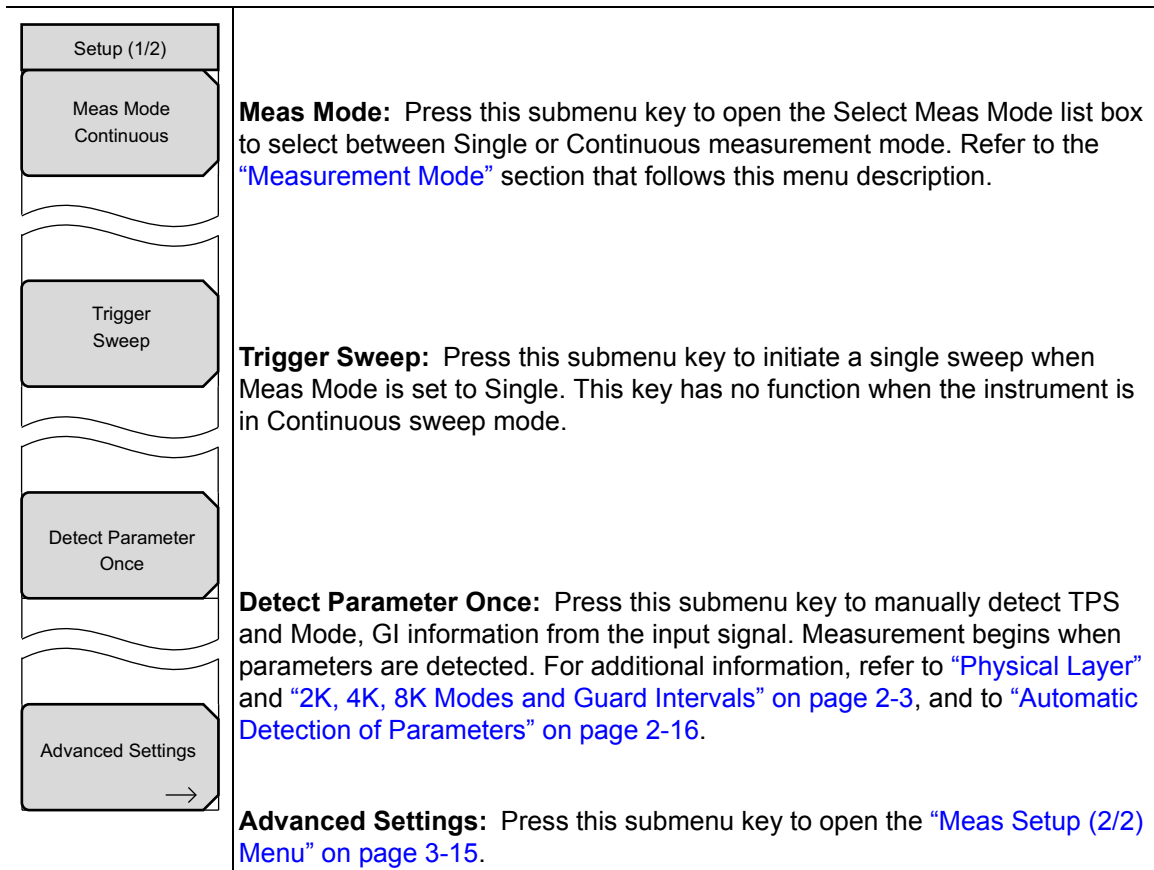 Setup (1/2)
Meas Mode
Continuous
Meas Mode: Press this submenu key to open the Select Meas Mode list box
to select between Single or Continuous measurement mode. Refer to the
“Measurement Mode” section that follows this menu description.
Trigger
Sweep
Trigger Sweep: Press this submenu key to initiate a single sweep when
Meas Mode is set to Single. This key has no function when the instrument is
in Continuous sweep mode.
Detect Parameter
Once
Detect Parameter Once: Press this submenu key to manually detect TPS
and Mode, GI information from the input signal. Measurement begins when
parameters are detected. For additional information, refer to “Physical Layer”
and “2K, 4K, 8K Modes and Guard Intervals” on page 2-3, and to “Automatic
Detection of Parameters” on page 2-16.
Advanced Settings
Advanced Settings: Press this submenu key to open the “Meas Setup (2/2)
Menu” on page 3-15.